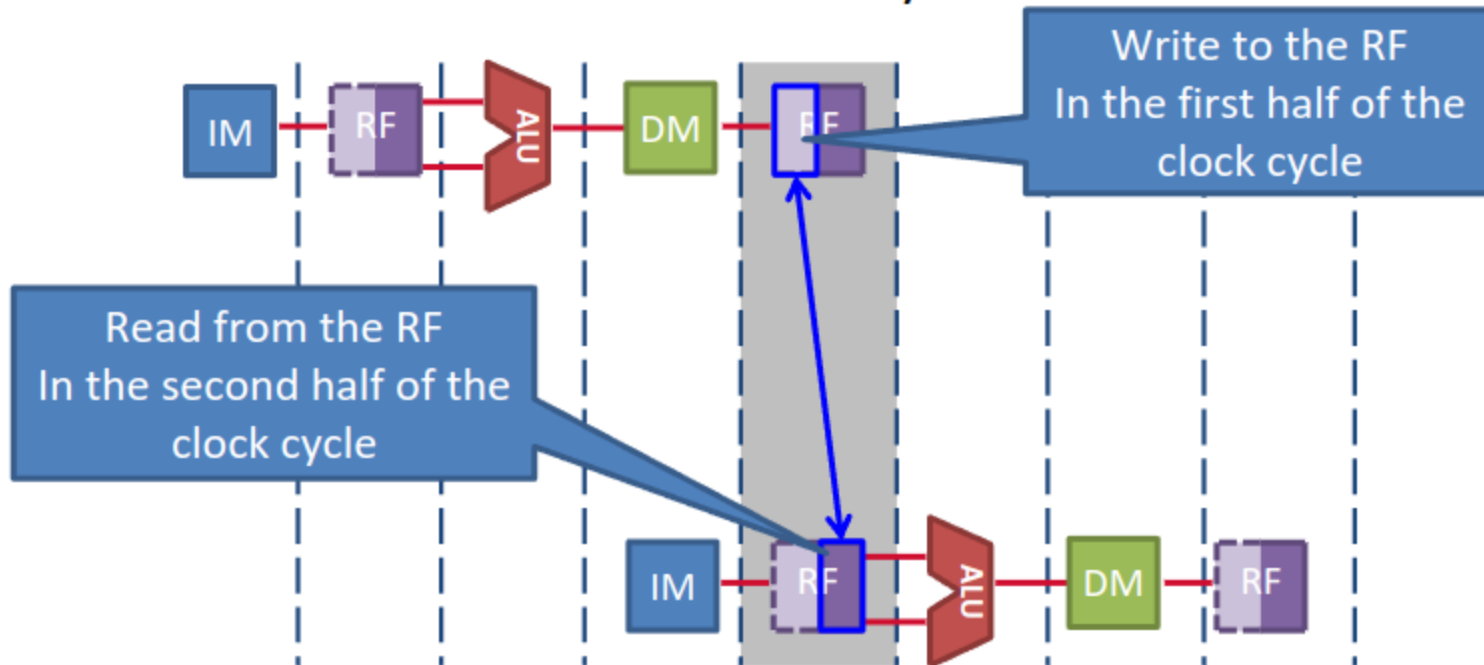 Write to the RF
In the first half of the
clock cycle
IM
RF
ALU
DM
RF
Read from the RF
In the second half of the
clock cycle
IM
RF
ALU
DM
RF